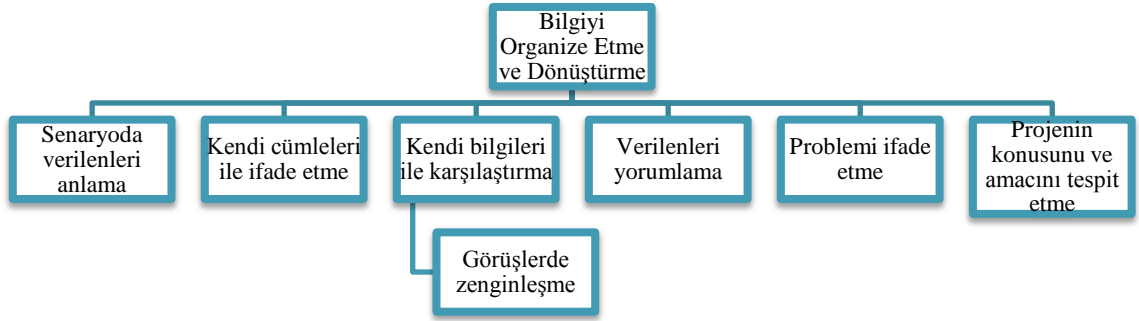 Bilgiyi
Organize Etme
ve Dönüştürme
Senaryoda
verilenleri
anlama
Kendi cümleleri
ile ifade etme
Kendi bilgileri
ile karşılaştırma
Verilenleri
yorumlama
Problemi ifade
etme
Projenin
konusunu ve
amacını tespit
etme
Görüşlerde
zenginleşme